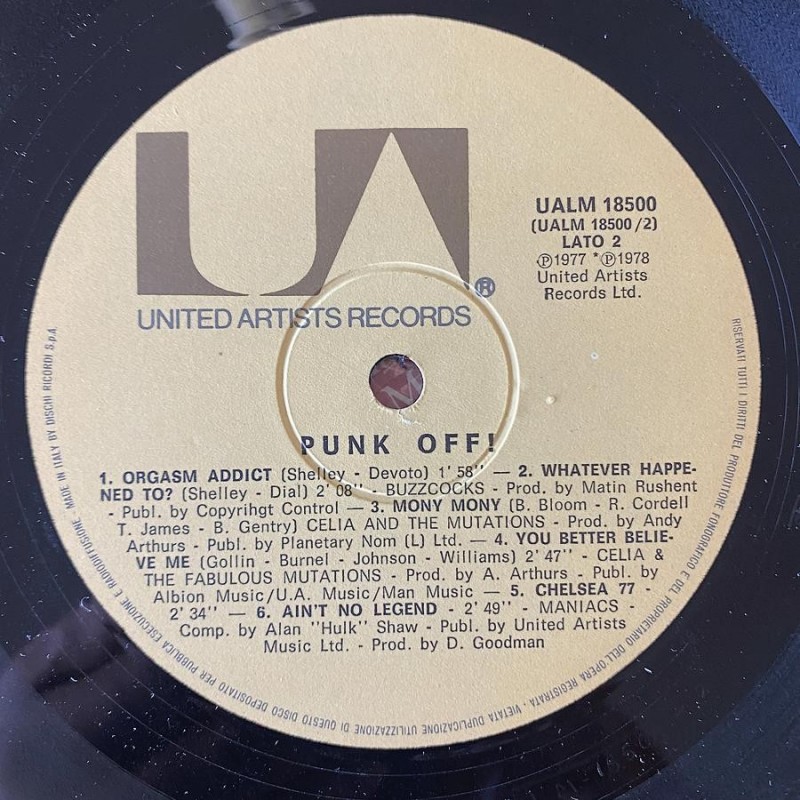 UA
®
UNITED ARTISTS RECORDS
UALM 18500
(UALM 18500/2)
LATO 2
℗1977 *℗1978
United Artists
Records Ltd.
PUNK OFF!
1. ORGASM ADDICT (Shelley - Devoto) 1'58" — 2. WHATEVER HAPPE-
NED TO? (Shelley - Dial) 2'08" - BUZZCOCKS - Prod. by Matin Rushent
- Publ. by Copyrihgt Control — 3. MONY MONY (B. Bloom - R. Cordell
T. James - B. Gentry) CELIA AND THE MUTATIONS - Prod. by Andy
Arthurs - Publ. by Planetary Nom (L) Ltd. — 4. YOU BETTER BELIE-
VE ME (Gollin - Burnel - Johnson - Williams) 2'47" - CELIA &
THE FABULOUS MUTATIONS - Prod. by A. Arthurs - Publ. by
Albion Music/U.A. Music/Man Music — 5. CHELSEA 77 -
2'34" — 6. AIN'T NO LEGEND - 2'49" - MANIACS -
Comp. by Alan "Hulk" Shaw - Publ. by United Artists
Music Ltd. - Prod. by D. Goodman
RISERVATI TUTTI I DIRITTI DEL PRODUTTORE FONOGRAFICO E DEL PROPRIETARIO DELL'OPERA REGISTRATA - VIETATA DUPLICAZIONE UTILIZZAZIONE DI QUESTO DISCO DEPOSITATO PER PUBBLICA ESECUZIONE E RADIODIFFUSIONE. MADE IN ITALY BY DISCHI RICORDI S.p.A.